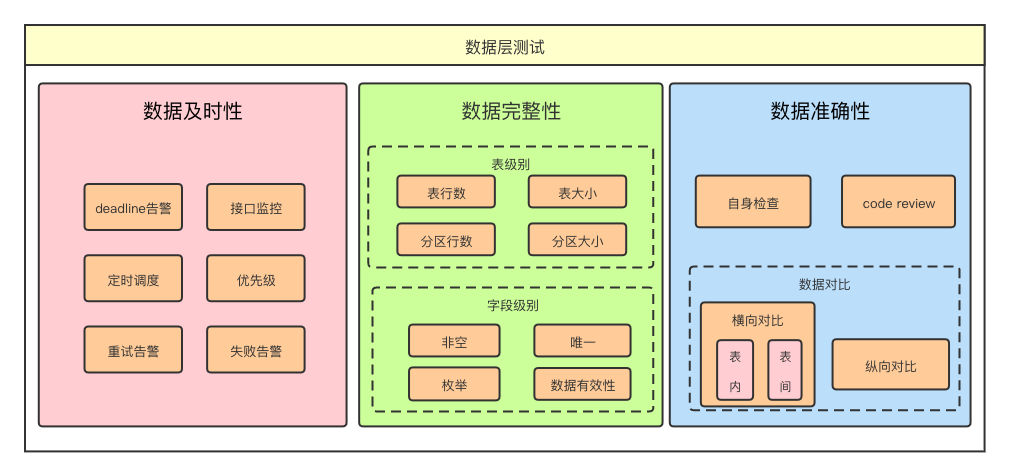 数据层测试
数据及时性
deadline告警
接口监控
定时调度
优先级
重试告警
失败告警
数据完整性
表级别
表行数
表大小
分区行数
分区大小
字段级别
非空
唯一
枚举
数据有效性
数据准确性
自身检查
code review
数据对比
横向对比
表
内
表
间
纵向对比